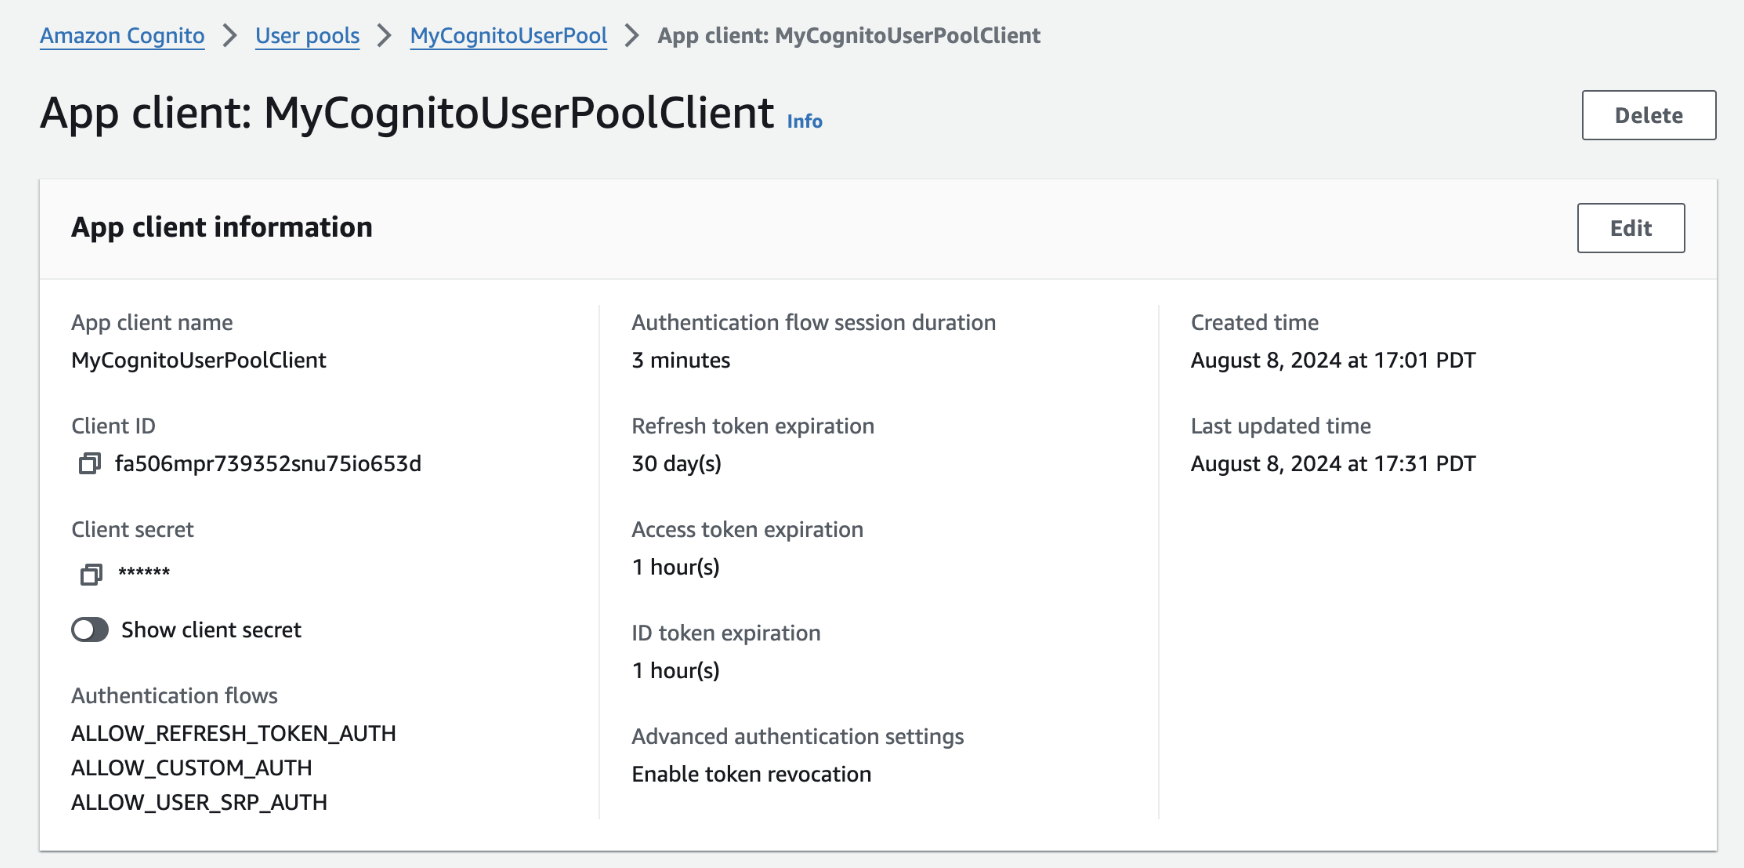 Amazon Cognito > User pools > MyCognitoUserPool > App client: MyCognitoUserPoolClient
App client: MyCognitoUserPoolClient Info
Delete
App client information
Edit
App client name
MyCognitoUserPoolClient
Client ID
fa506mpr739352snu75io653d
Client secret
******
Show client secret
Authentication flows
ALLOW_REFRESH_TOKEN_AUTH
ALLOW_CUSTOM_AUTH
ALLOW_USER_SRP_AUTH
Authentication flow session duration
3 minutes
Refresh token expiration
30 day(s)
Access token expiration
1 hour(s)
ID token expiration
1 hour(s)
Advanced authentication settings
Enable token revocation
Created time
August 8, 2024 at 17:01 PDT
Last updated time
August 8, 2024 at 17:31 PDT